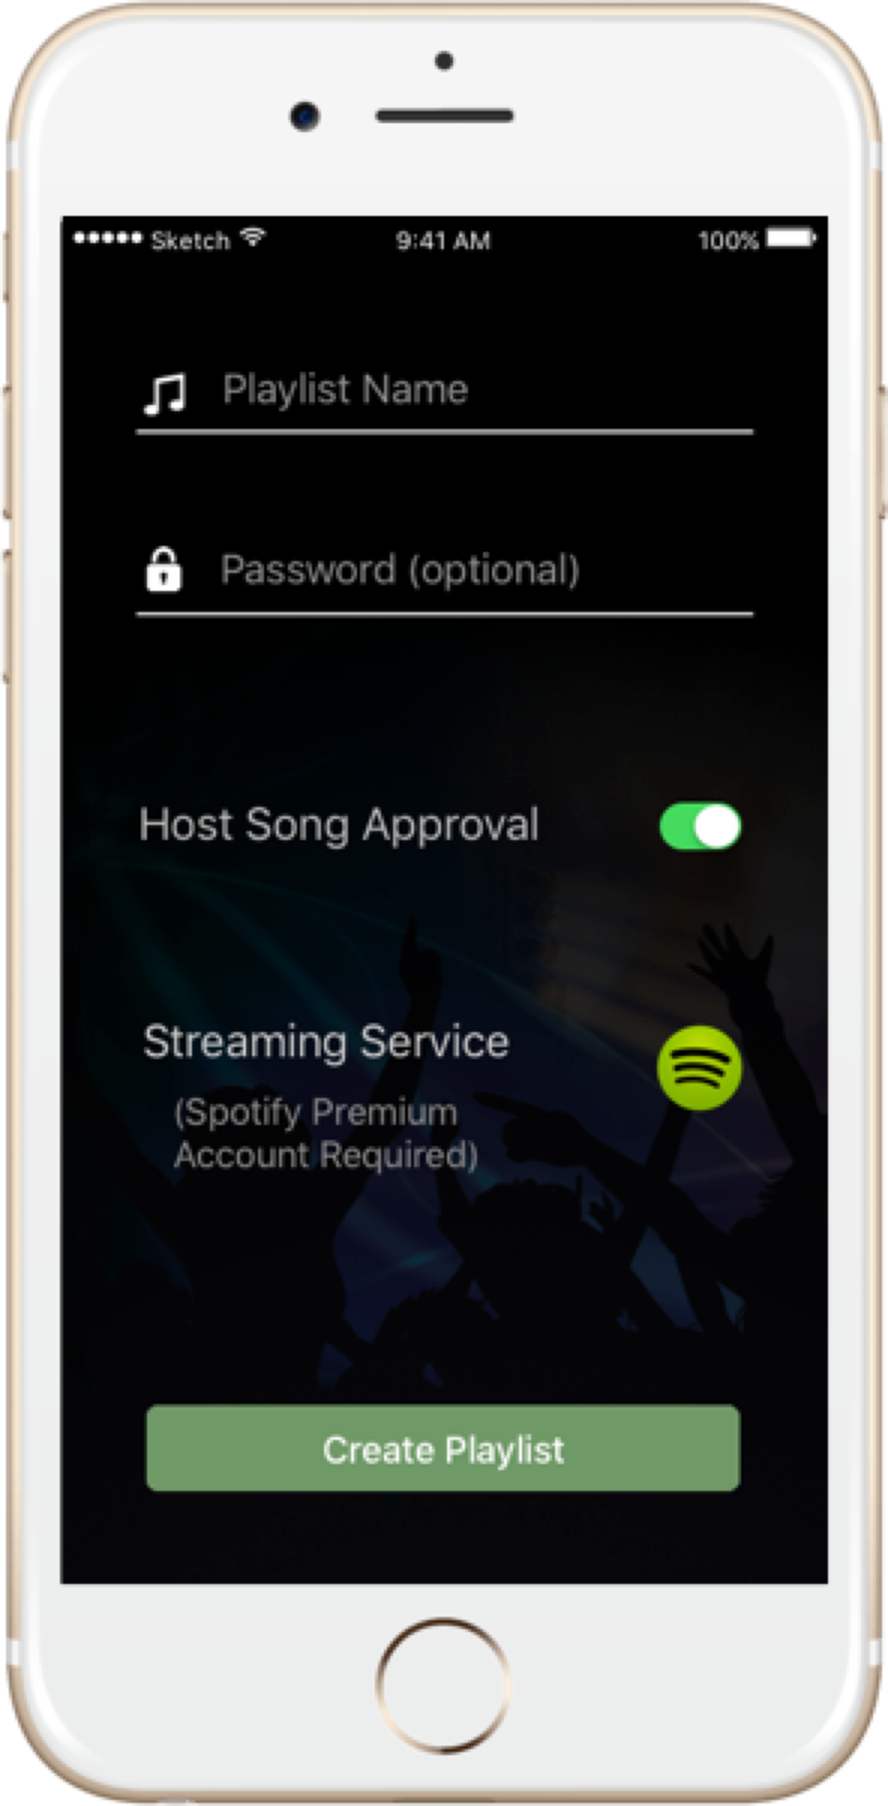 Sketch 9:41 AM 100%
Playlist Name
Password (optional)
Host Song Approval
Streaming Service
(Spotify Premium
Account Required)
Create Playlist